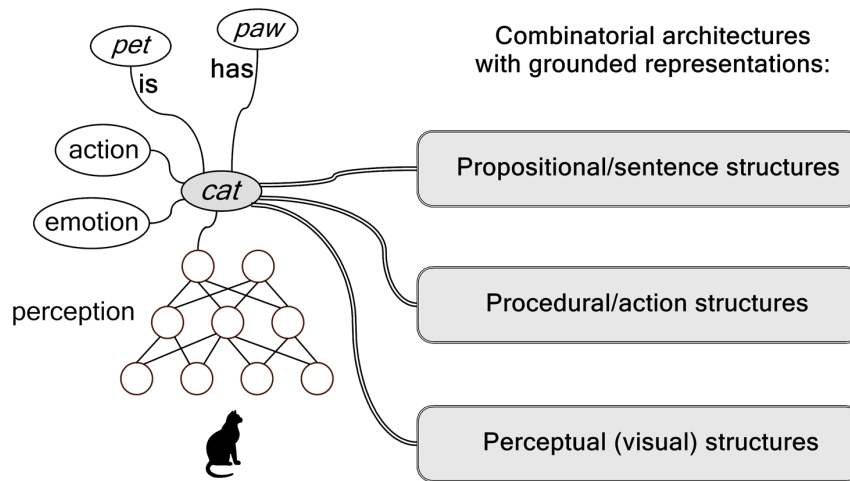 pet
paw
is
has
action
cat
emotion
perception
Combinatorial architectures
with grounded representations:
Propositional/sentence structures
Procedural/action structures
Perceptual (visual) structures